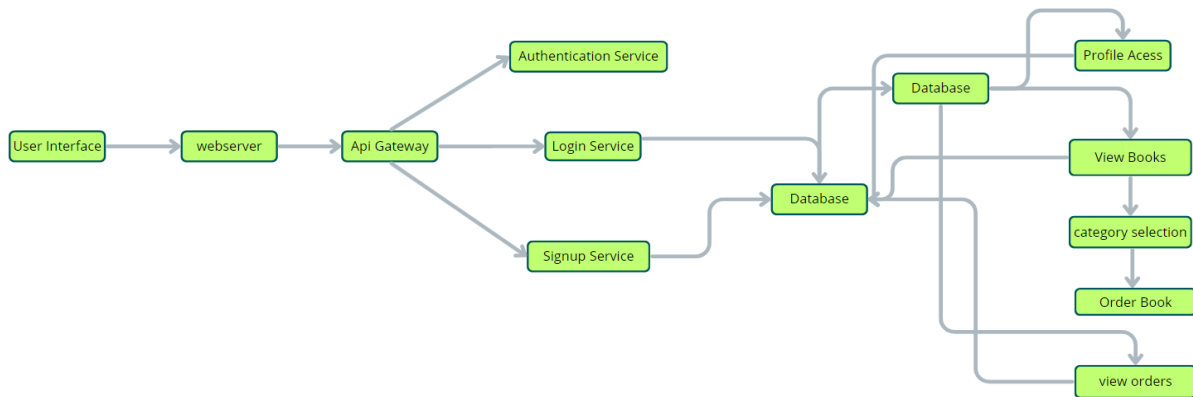 User Interface
webserver
Api Gateway
Authentication Service
Login Service
Signup Service
Database
Database
Profile Acess
View Books
category selection
Order Book
view orders